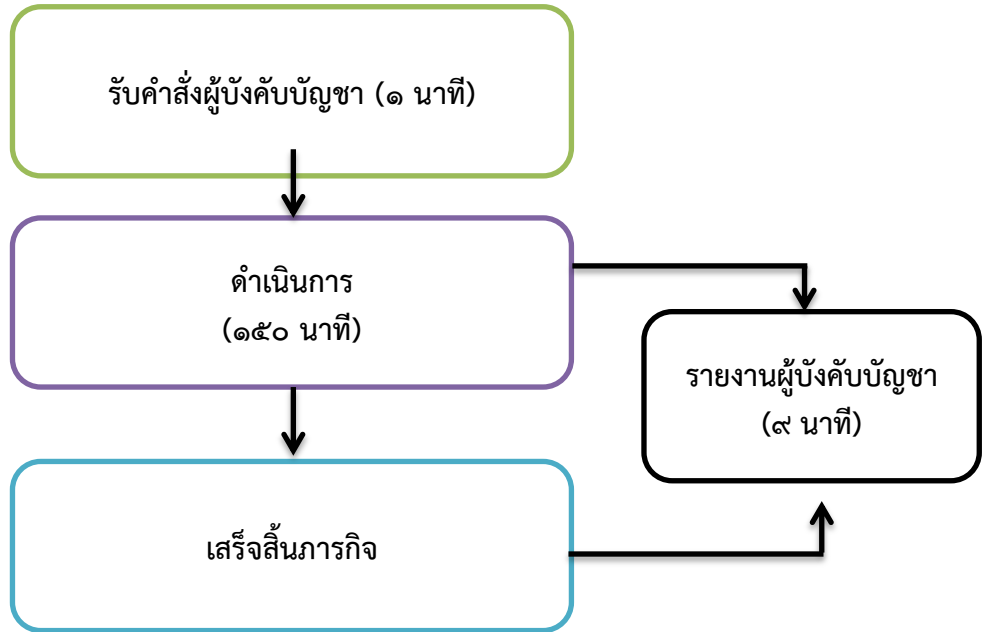 รับคำสั่งผู้บังคับบัญชา (๑ นาที)
ดำเนินการ
(๑๕๐ นาที)
รายงานผู้บังคับบัญชา
(๙ นาที)
เสร็จสิ้นภารกิจ